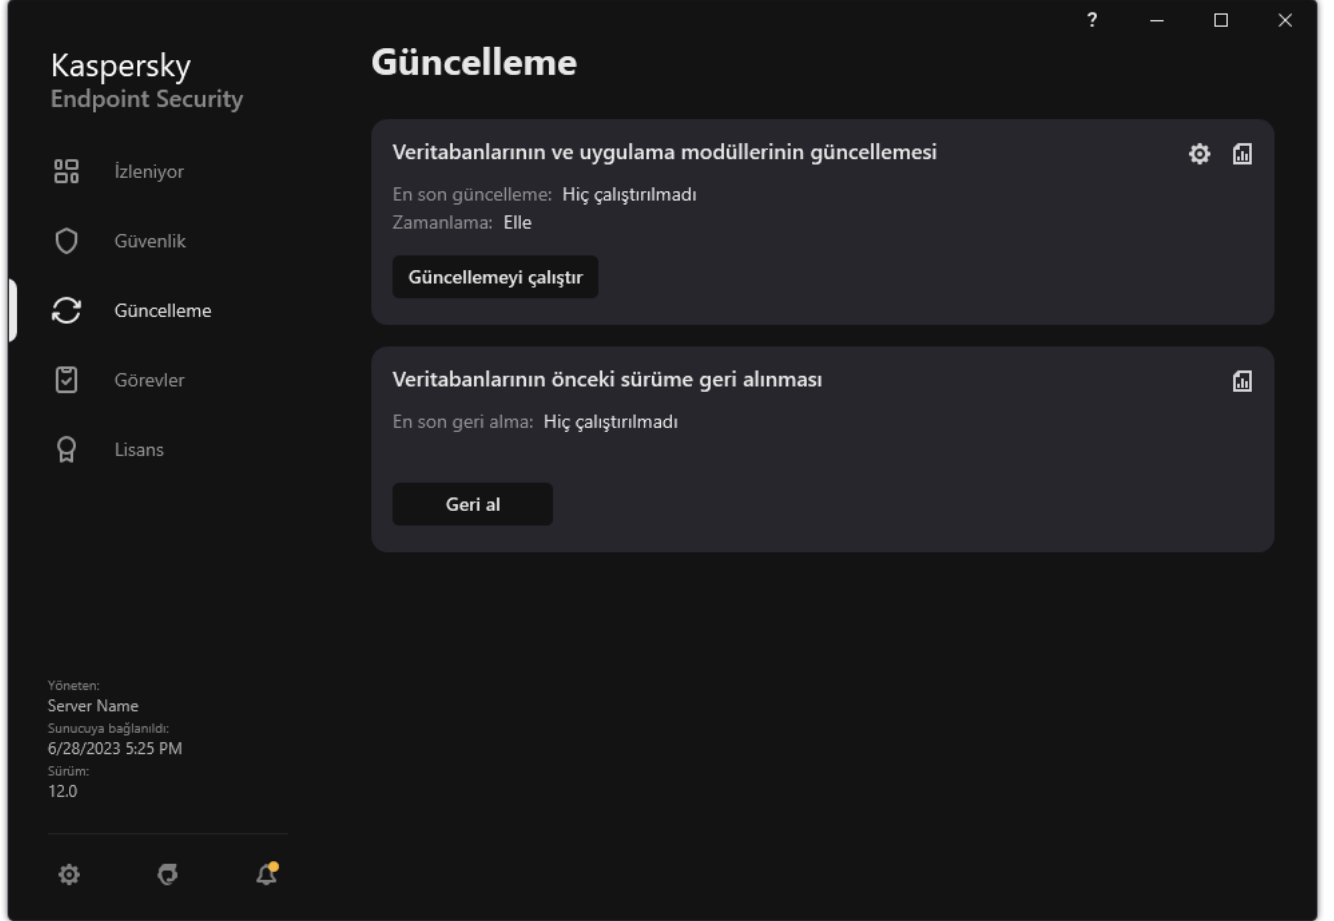 ?
Kaspersky
Endpoint Security
İzleniyor
Güvenlik
Güncelleme
Görevler
Lisans
Yöneten:
Server Name
Sunucuya bağlanıldı:
6/28/2023 5:25 PM
Sürüm:
12.0
Güncelleme
Veritabanlarının ve uygulama modüllerinin güncellemesi
En son güncelleme: Hiç çalıştırılmadı
Zamanlama: Elle
Güncellemeyi çalıştır
Veritabanlarının önceki sürüme geri alınması
En son geri alma: Hiç çalıştırılmadı
Geri al